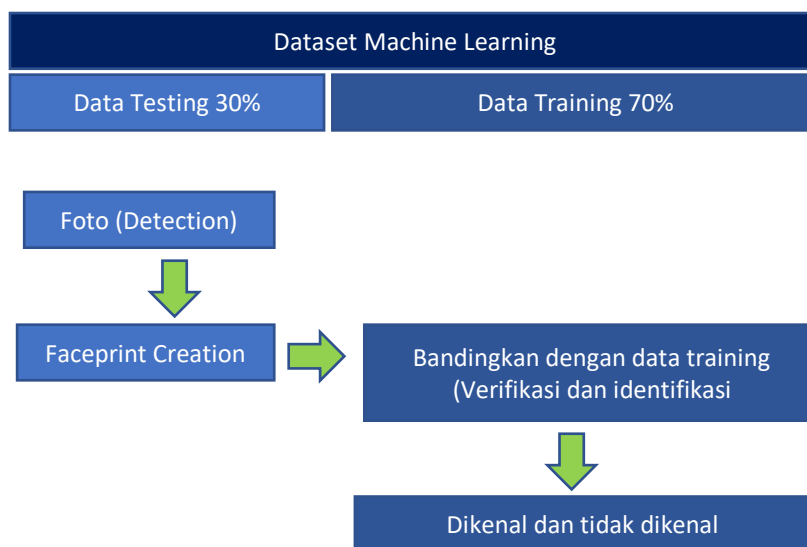 Dataset Machine Learning
Data Testing 30%
Data Training 70%
Foto (Detection)
Faceprint Creation
Bandingkan dengan data training
(Verifikasi dan identifikasi
Dikenal dan tidak dikenal